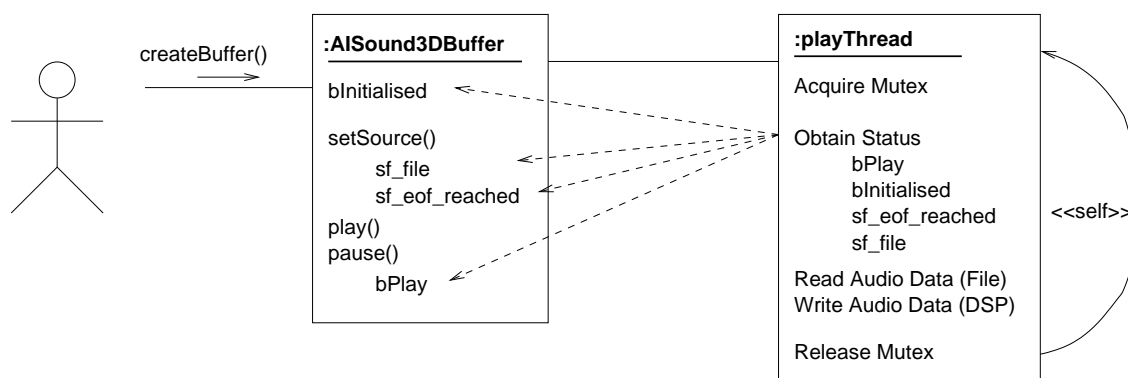 createBuffer()
:AISound3DBuffer
bInitialised
setSource()
sf_file
sf_eof_reached
play()
pause()
bPlay
:playThread
Acquire Mutex
Obtain Status
bPlay
bInitialised
sf_eof_reached
sf_file
Read Audio Data (File)
Write Audio Data (DSP)
Release Mutex
<<self>>